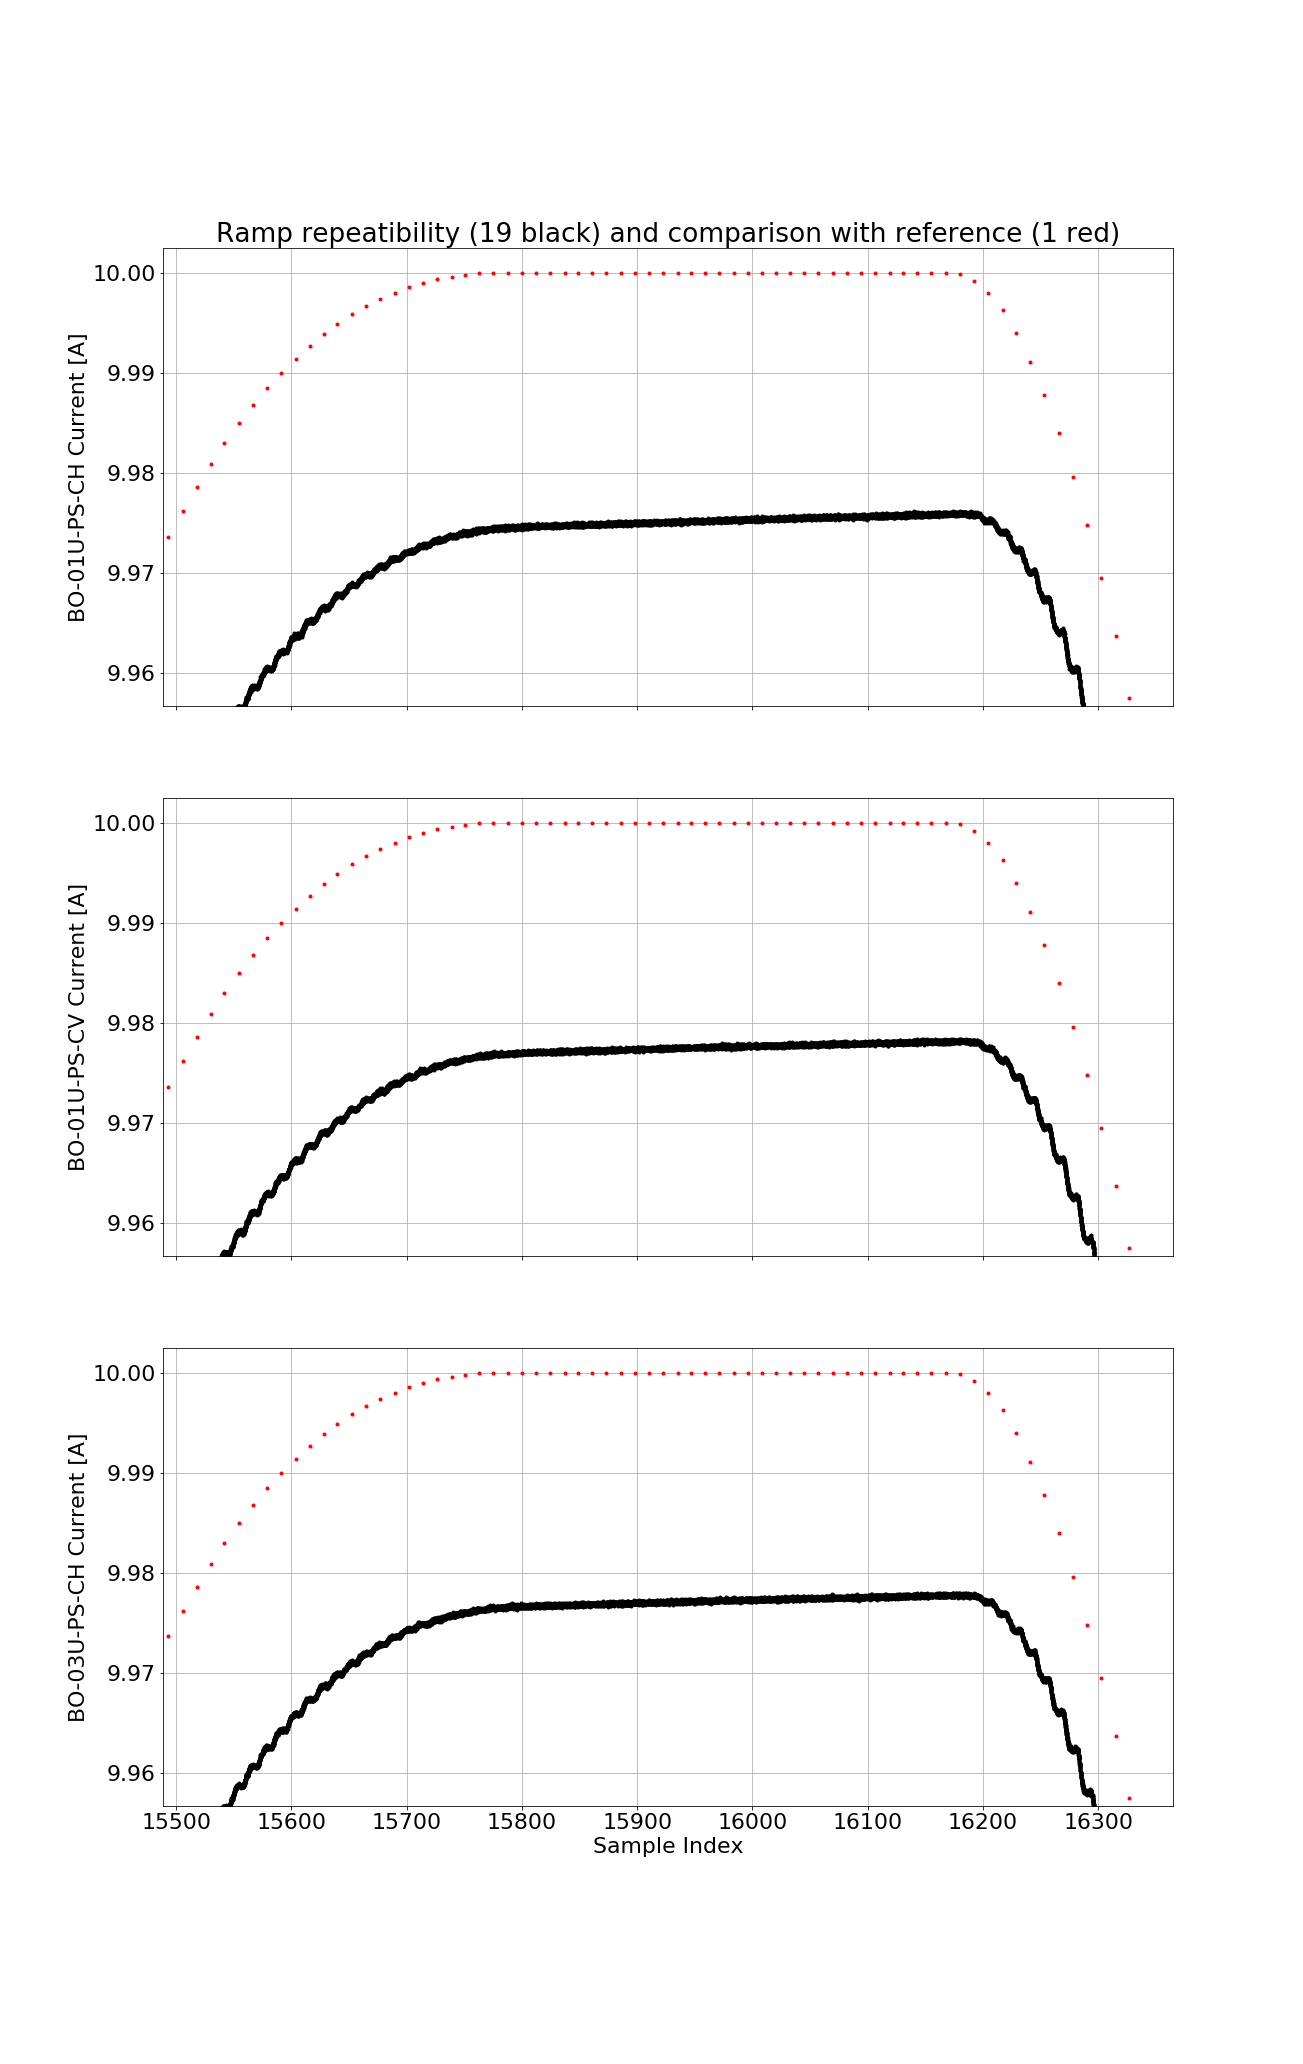 Ramp repeatibility (19 black) and comparison with reference (1 red)
BO-01U-PS-CH Current [A]
10.00
9.99
9.98
9.97
9.96
BO-01U-PS-CV Current [A]
10.00
9.99
9.98
9.97
9.96
BO-03U-PS-CH Current [A]
10.00
9.99
9.98
9.97
9.96
15500 15600 15700 15800 15900 16000 16100 16200 16300
Sample Index